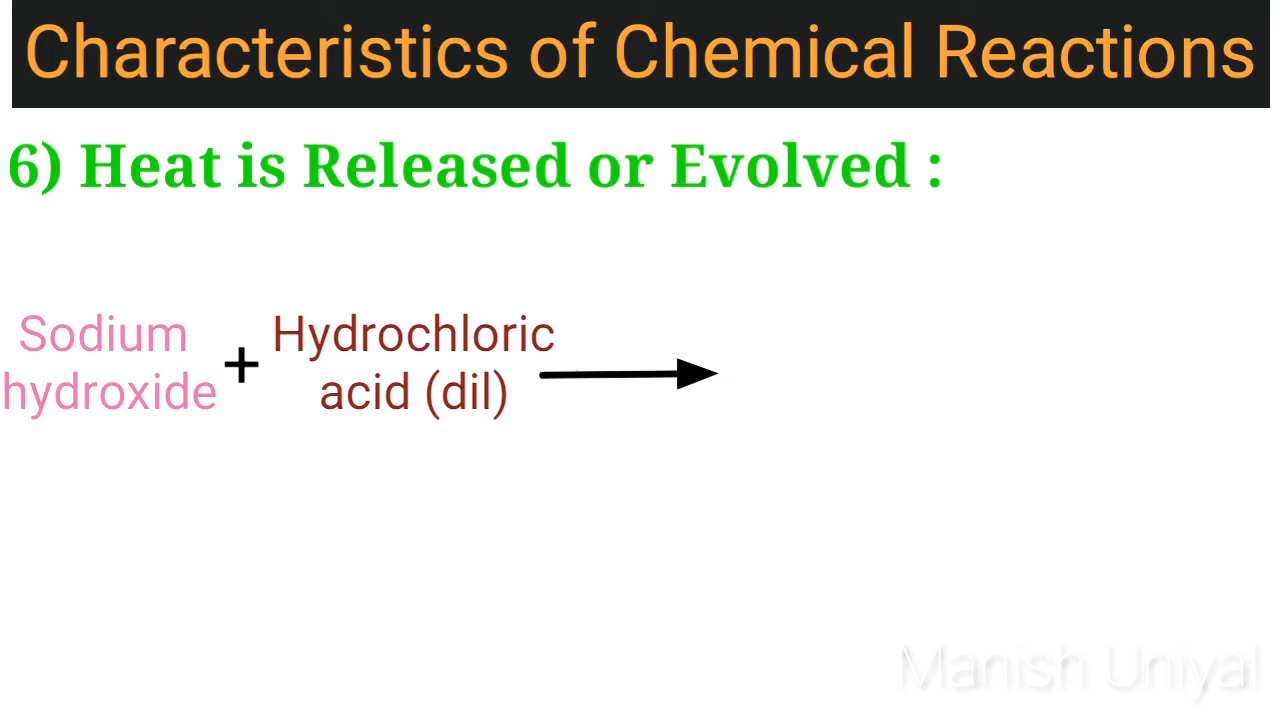 Characteristics of Chemical Reactions
6) Heat is Released or Evolved :
Sodium
hydroxide
+
Hydrochloric
acid (dil)
Manish Uniyal